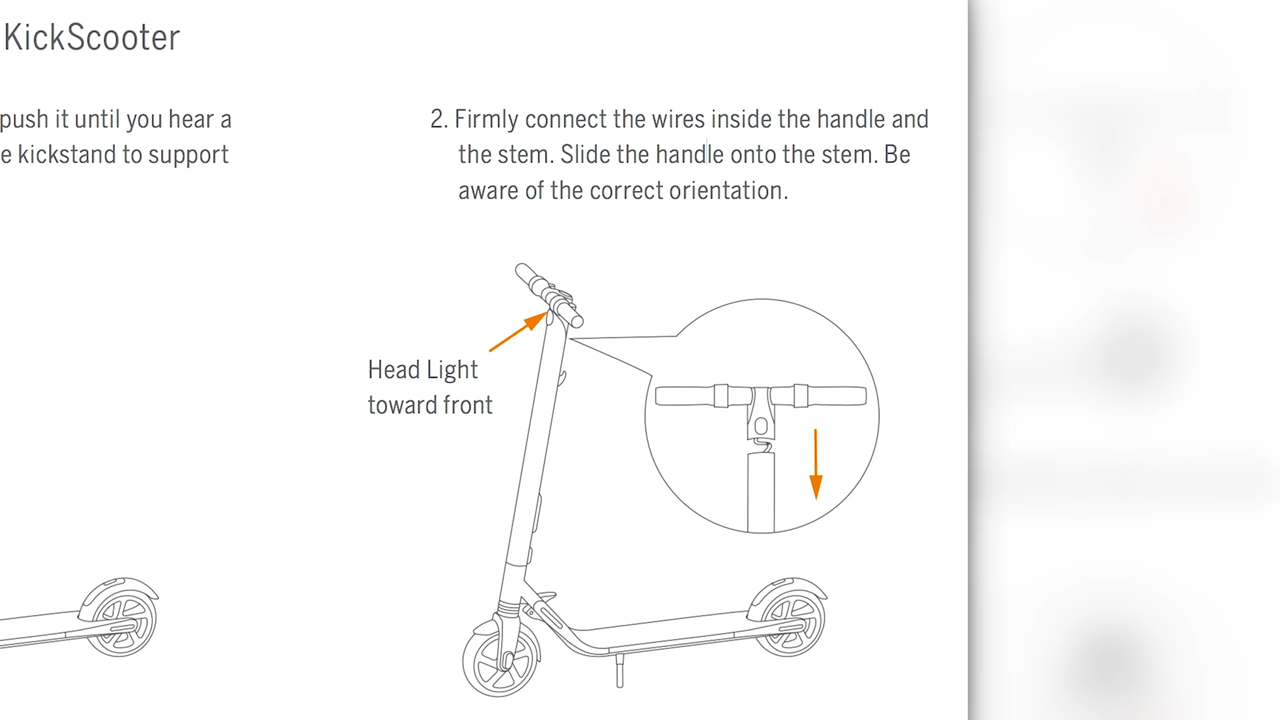 KickScooter
push it until you hear a
e kickstand to support
2. Firmly connect the wires inside the handle and
the stem. Slide the handle onto the stem. Be
aware of the correct orientation.
Head Light
toward front